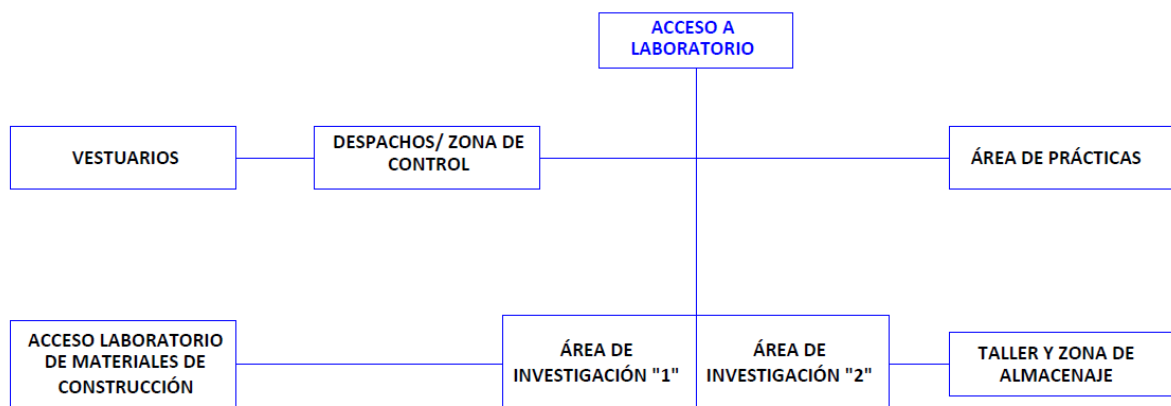 ACCESO A
LABORATORIO
VESTUARIOS
DESPACHOS/ ZONA DE
CONTROL
ÁREA DE PRÁCTICAS
ACCESO LABORATORIO
DE MATERIALES DE
CONSTRUCCIÓN
ÁREA DE
INVESTIGACIÓN "1"
ÁREA DE
INVESTIGACIÓN "2"
TALLER Y ZONA DE
ALMACENAJE